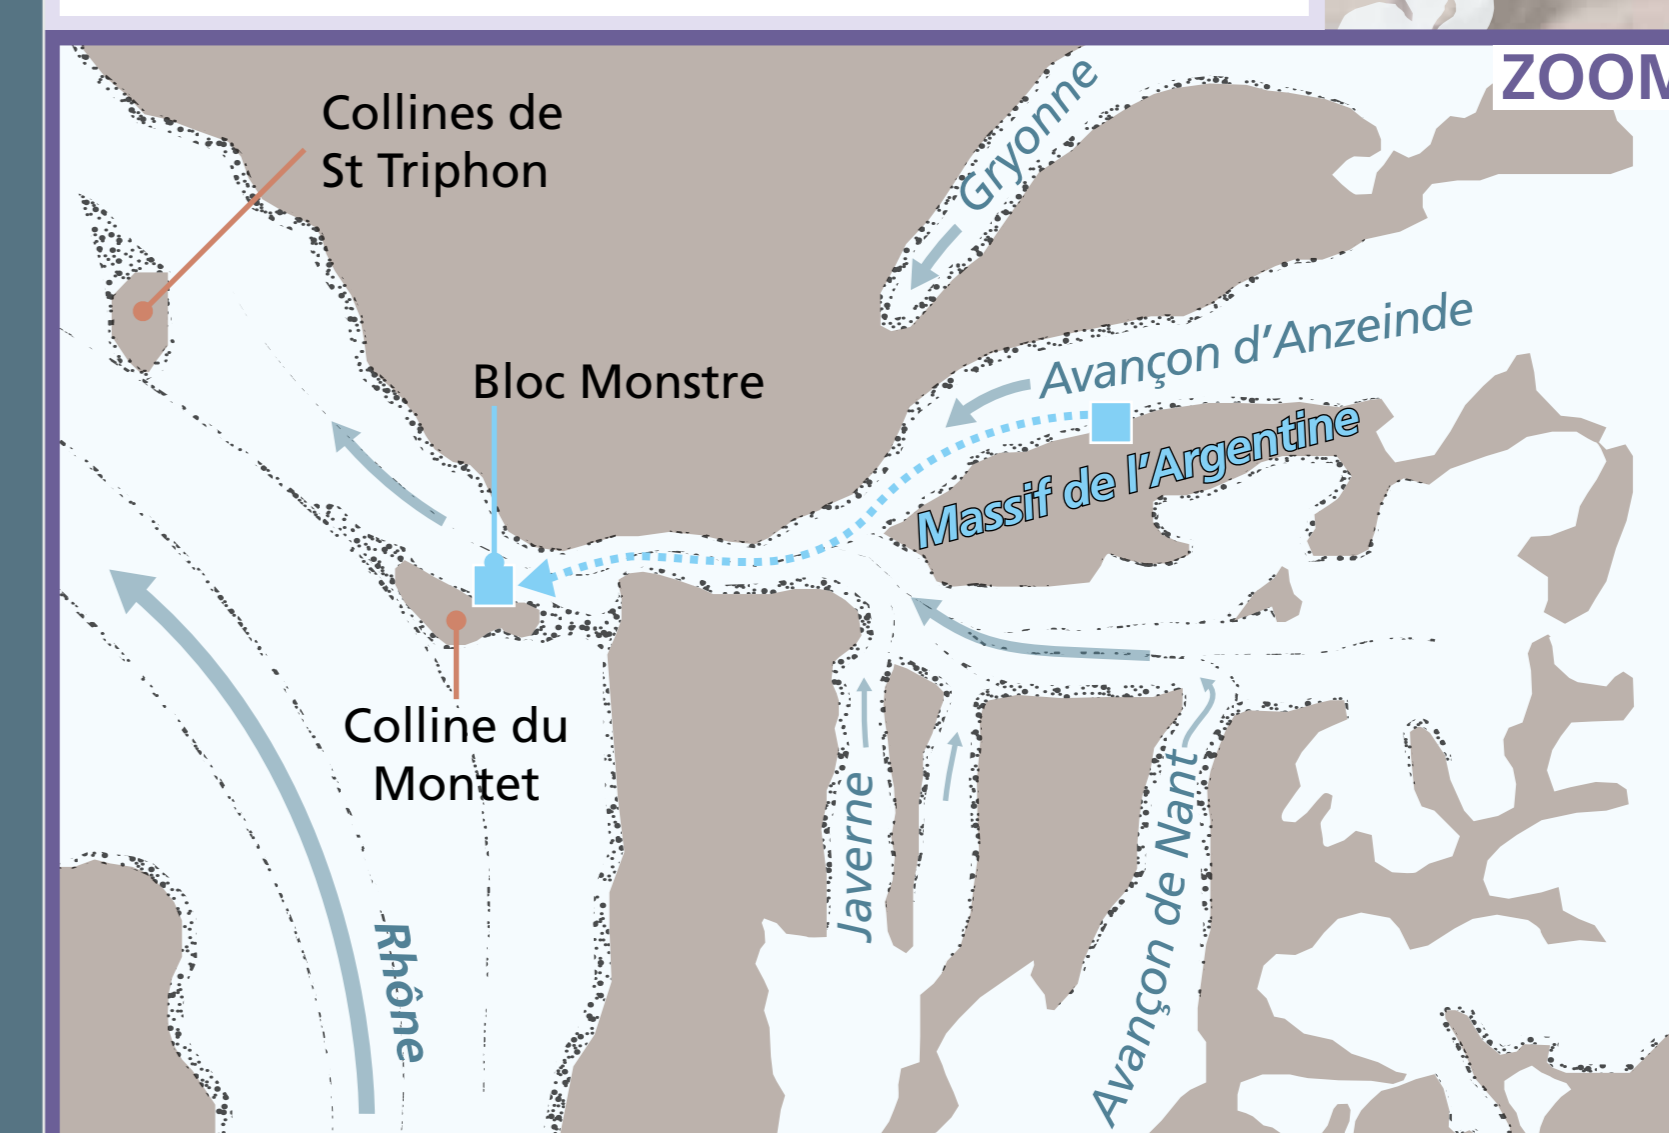 ZOOM
Collines de
St Triphon
Gryonne
Avançon d'Anzeinde
Bloc Monstre
Massif de l'Argentine
Colline du
Montet
Javerne
Avançon de Nant
Rhône